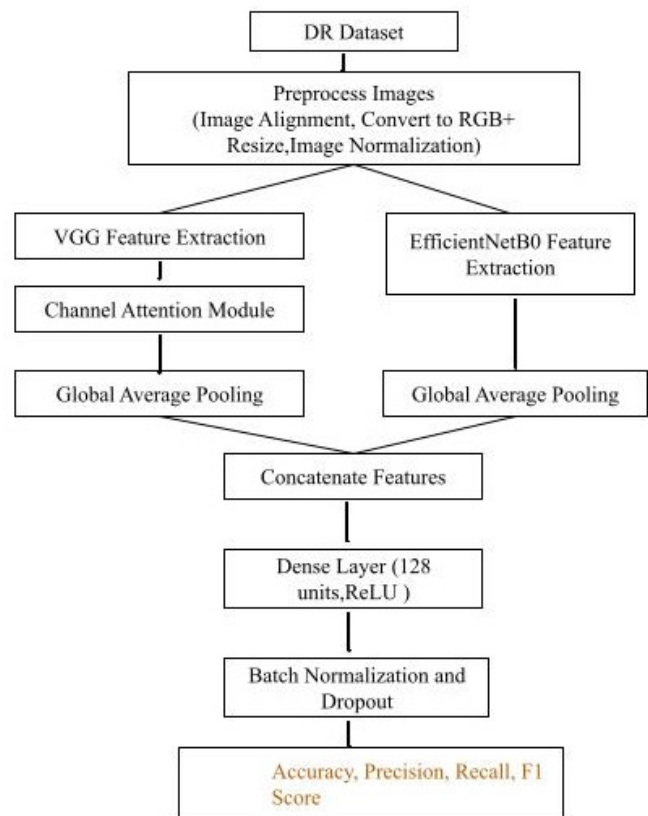 DR Dataset
Preprocess Images
(Image Alignment, Convert to RGB+
Resize,Image Normalization)
VGG Feature Extraction
EfficientNetB0 Feature
Extraction
Channel Attention Module
Global Average Pooling
Global Average Pooling
Concatenate Features
Dense Layer (128
units,ReLU )
Batch Normalization and
Dropout
Accuracy, Precision, Recall, F1
Score